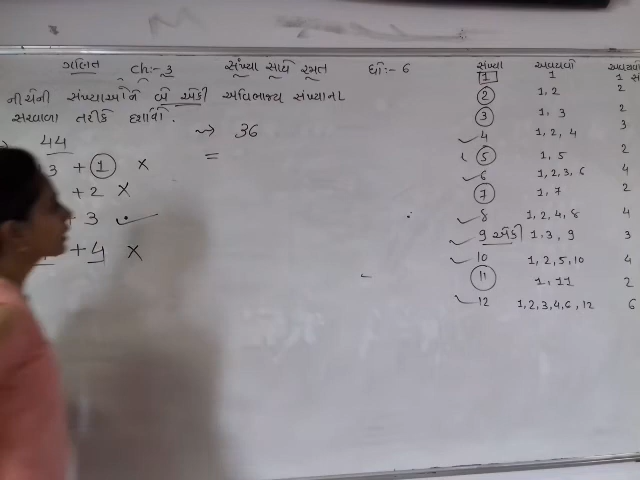 ગણિત ch:- 3 સંખ્યા સાથે રમત ધો:- 6
નીચેની સંખ્યાઓને બે એકી અવિભાજ્ય સંખ્યાના
સરવાળા તરીકે દર્શાવો.
44
3 + 1 ×
+ 2 ×
+ 3 ✓
+ 4 ×
→ 36
=
સંખ્યા અવયવો અવયવો
1 1 1
2 1, 2 2
3 1, 3 2
✓ 4 1, 2, 4 3
5 1, 5 2
✓ 6 1, 2, 3, 6 4
7 1, 7 2
✓ 8 1, 2, 4, 8 4
✓ 9 એકી 1, 3, 9 3
✓ 10 1, 2, 5, 10 4
11 1, 11 2
✓ 12 1, 2, 3, 4, 6, 12 6